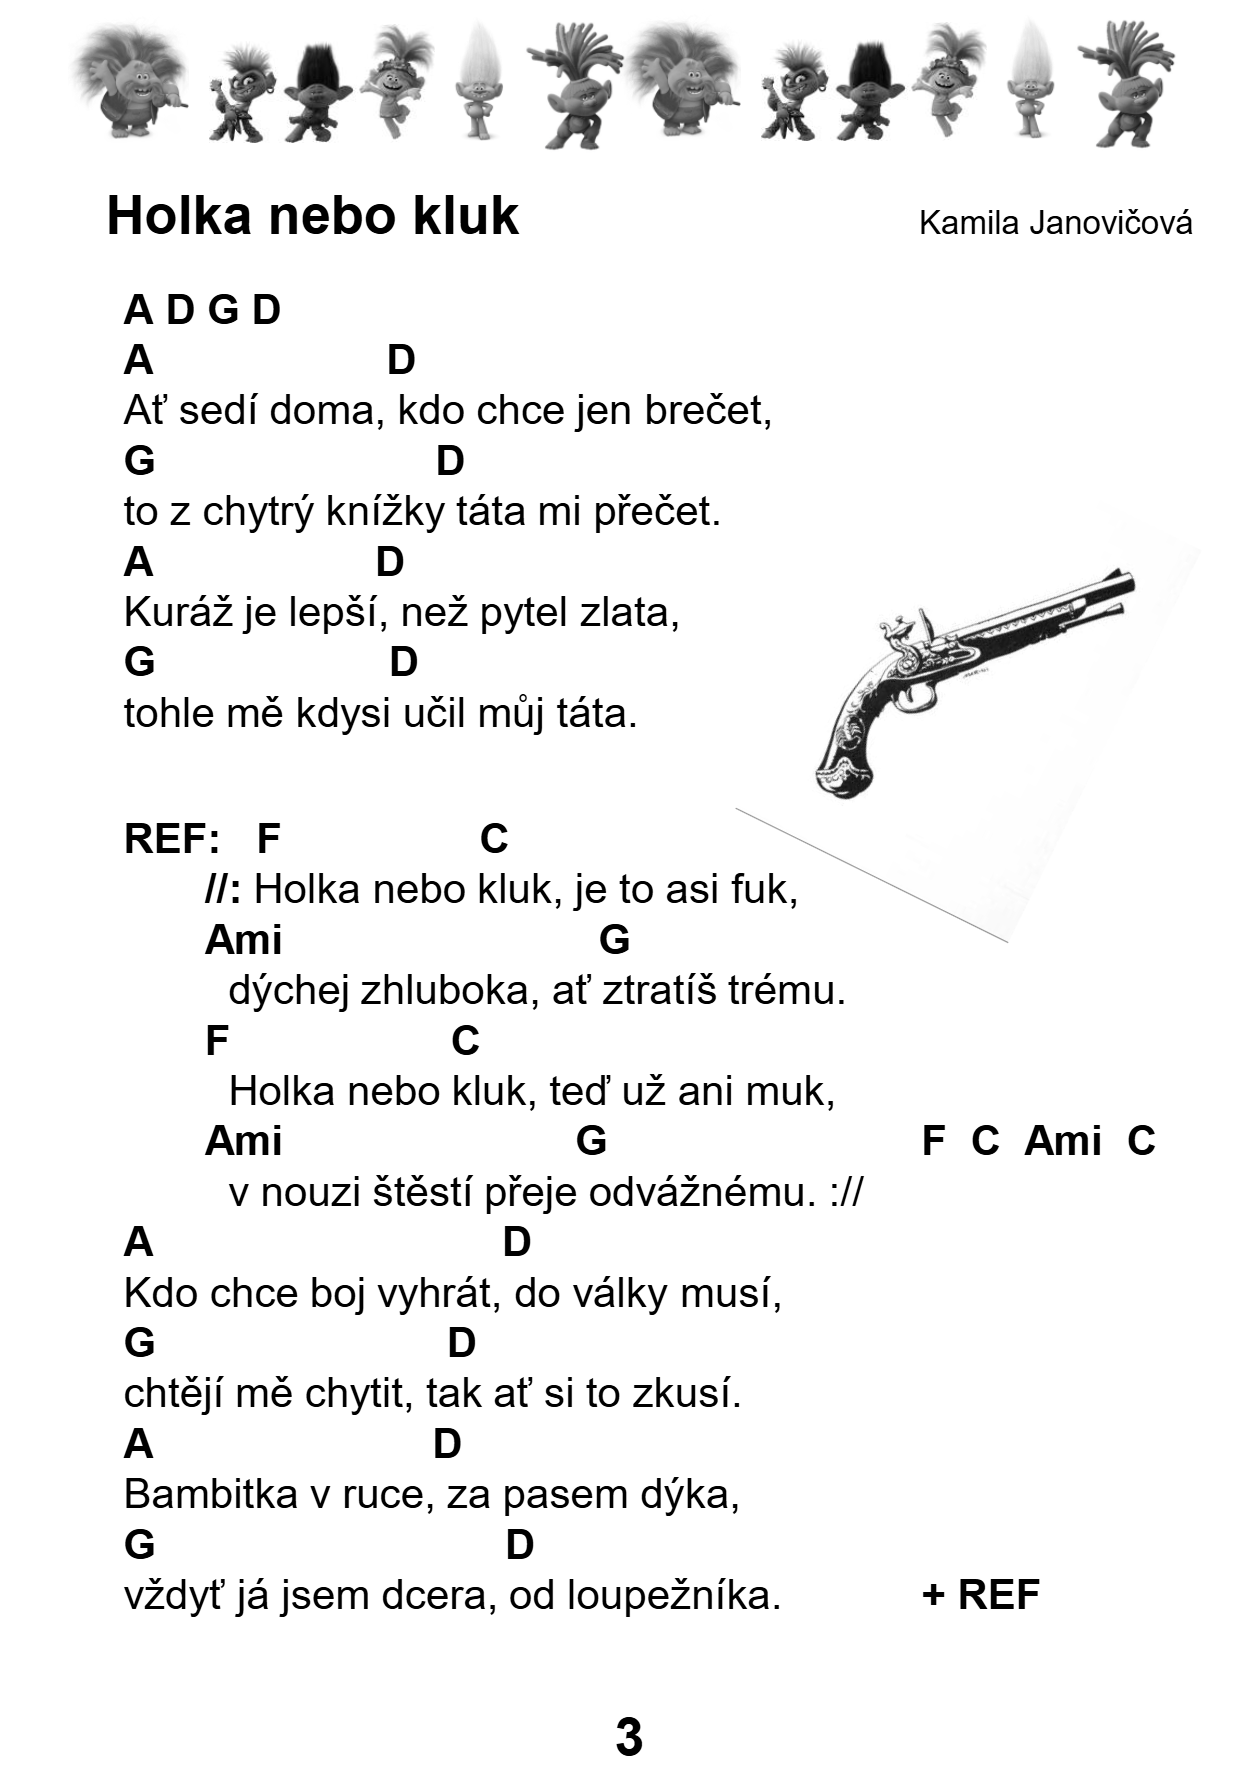 Holka nebo kluk Kamila Janovičová
A D G D
A D
Ať sedí doma, kdo chce jen brečet,
G D
to z chytrý knížky táta mi přečet.
A D
Kuráž je lepší, než pytel zlata,
G D
tohle mě kdysi učil můj táta.
REF: F C
//: Holka nebo kluk, je to asi fuk,
Ami G
dýchej zhluboka, ať ztratíš trému.
F C
Holka nebo kluk, teď už ani muk,
Ami G F C Ami C
v nouzi štěstí přeje odvážnému. ://
A D
Kdo chce boj vyhrát, do války musí,
G D
chtějí mě chytit, tak ať si to zkusí.
A D
Bambitka v ruce, za pasem dýka,
G D
vždyť já jsem dcera, od loupežníka. + REF
3